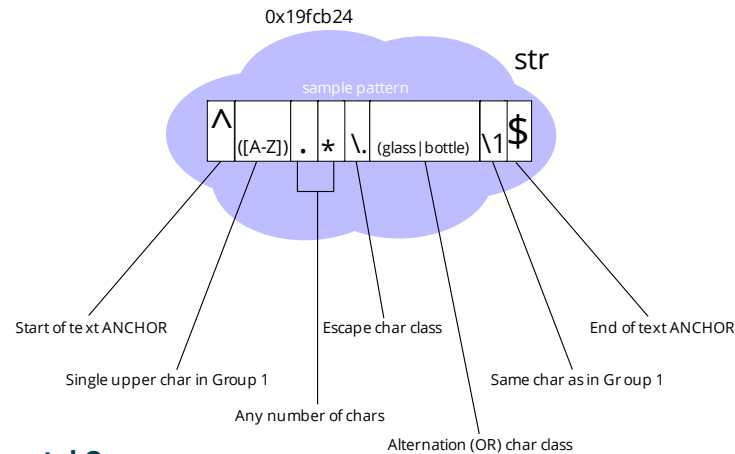 0x19fcb24
str
sample pattern
^ ([A-Z]) . * \. (glass|bottle) \1 $
Start of text ANCHOR
Escape char class
End of text ANCHOR
Single upper char in Group 1
Same char as in Group 1
Any number of chars
Alternation (OR) char class